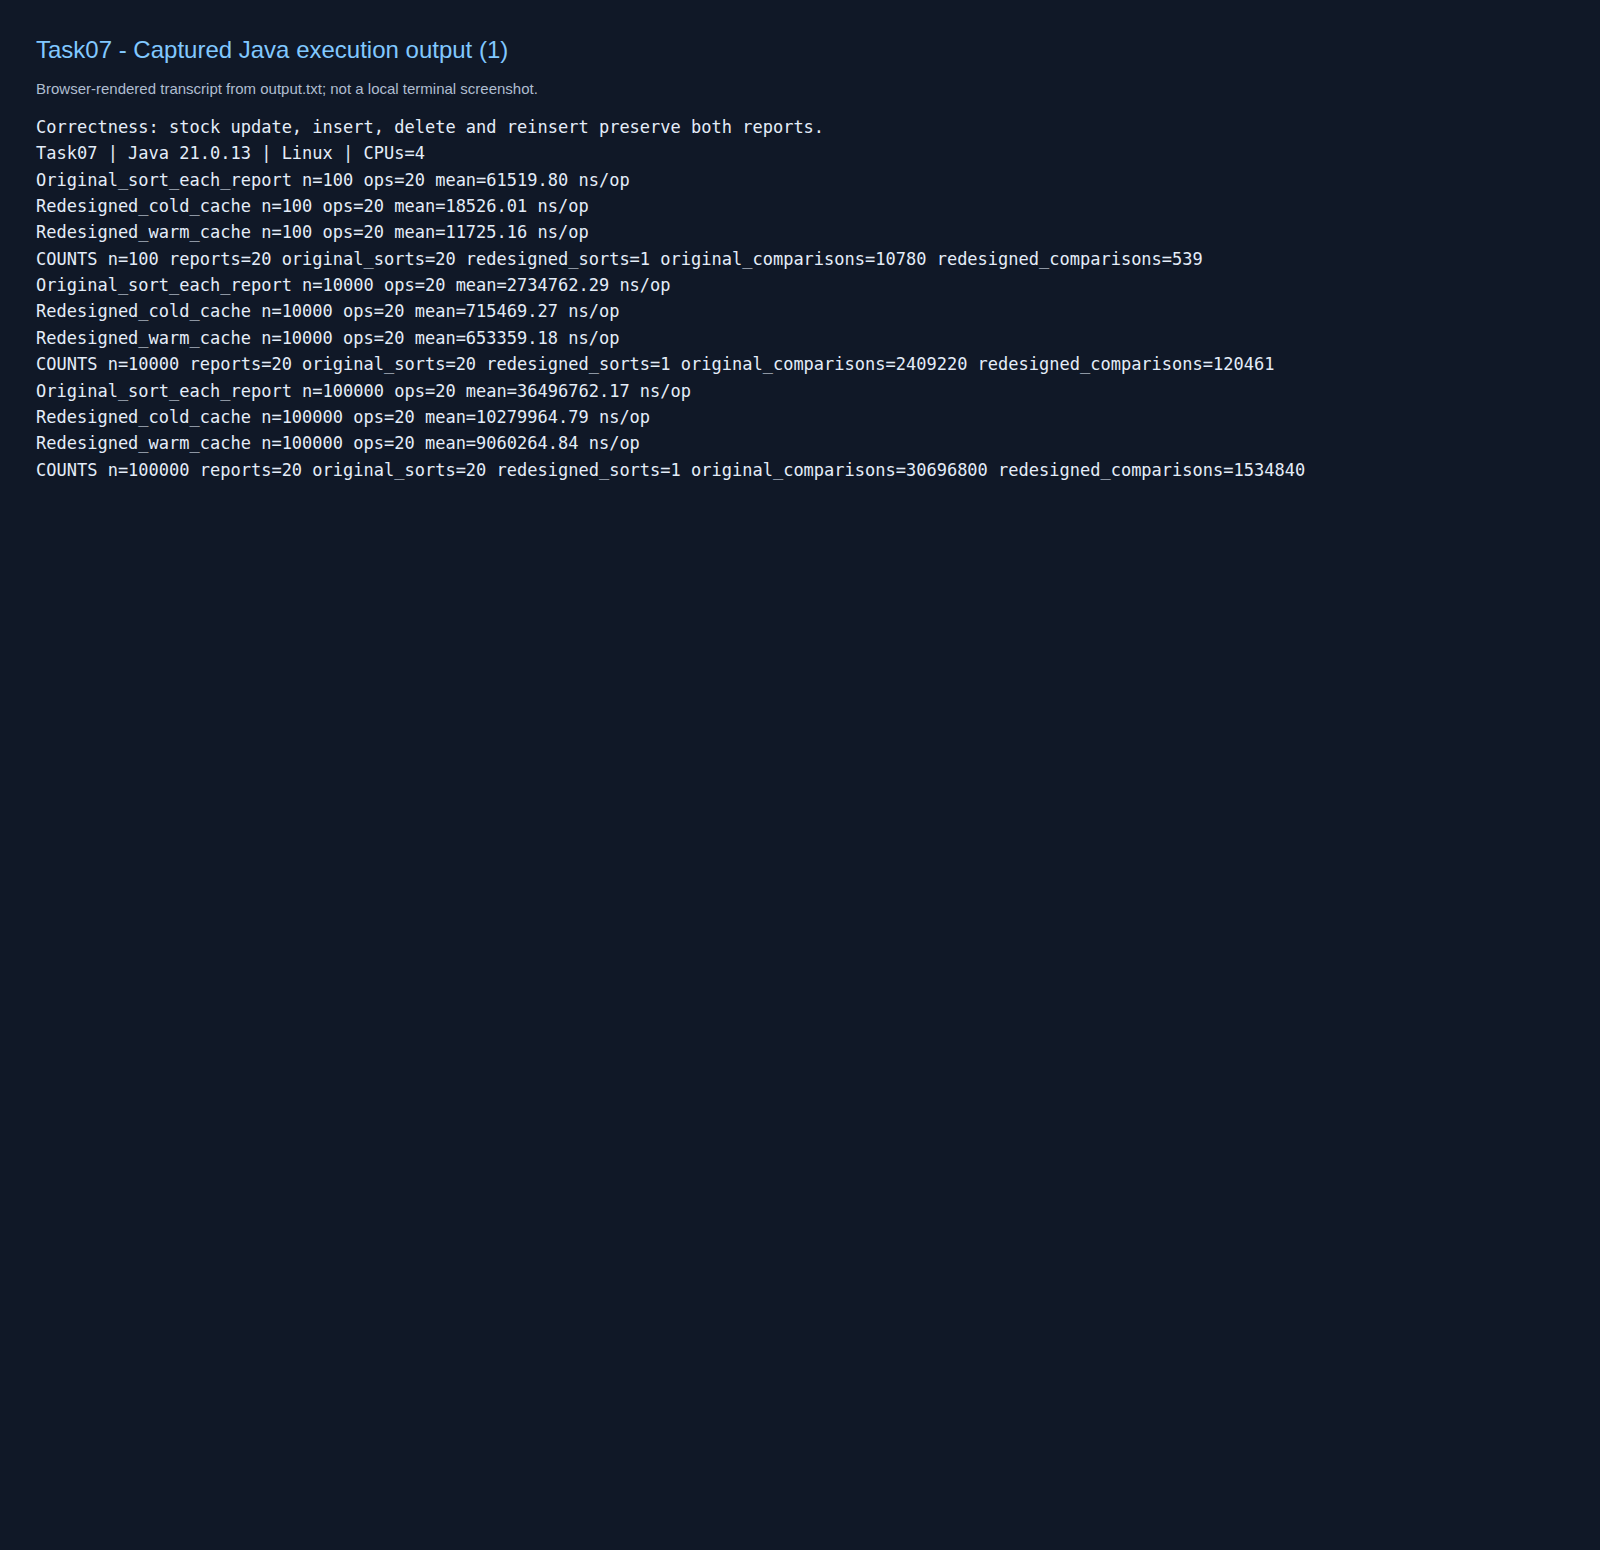 Task07 - Captured Java execution output (1)
Browser-rendered transcript from output.txt; not a local terminal screenshot.
Correctness: stock update, insert, delete and reinsert preserve both reports.
Task07 | Java 21.0.13 | Linux | CPUs=4
Original_sort_each_report n=100 ops=20 mean=61519.80 ns/op
Redesigned_cold_cache n=100 ops=20 mean=18526.01 ns/op
Redesigned_warm_cache n=100 ops=20 mean=11725.16 ns/op
COUNTS n=100 reports=20 original_sorts=20 redesigned_sorts=1 original_comparisons=10780 redesigned_comparisons=539
Original_sort_each_report n=10000 ops=20 mean=2734762.29 ns/op
Redesigned_cold_cache n=10000 ops=20 mean=715469.27 ns/op
Redesigned_warm_cache n=10000 ops=20 mean=653359.18 ns/op
COUNTS n=10000 reports=20 original_sorts=20 redesigned_sorts=1 original_comparisons=2409220 redesigned_comparisons=120461
Original_sort_each_report n=100000 ops=20 mean=36496762.17 ns/op
Redesigned_cold_cache n=100000 ops=20 mean=10279964.79 ns/op
Redesigned_warm_cache n=100000 ops=20 mean=9060264.84 ns/op
COUNTS n=100000 reports=20 original_sorts=20 redesigned_sorts=1 original_comparisons=30696800 redesigned_comparisons=1534840